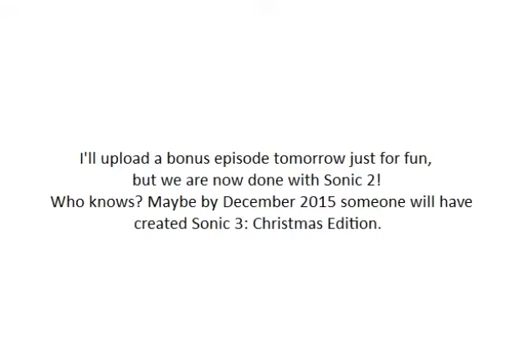 I'll upload a bonus episode tomorrow just for fun,
but we are now done with Sonic 2!
Who knows? Maybe by December 2015 someone will have
created Sonic 3: Christmas Edition.